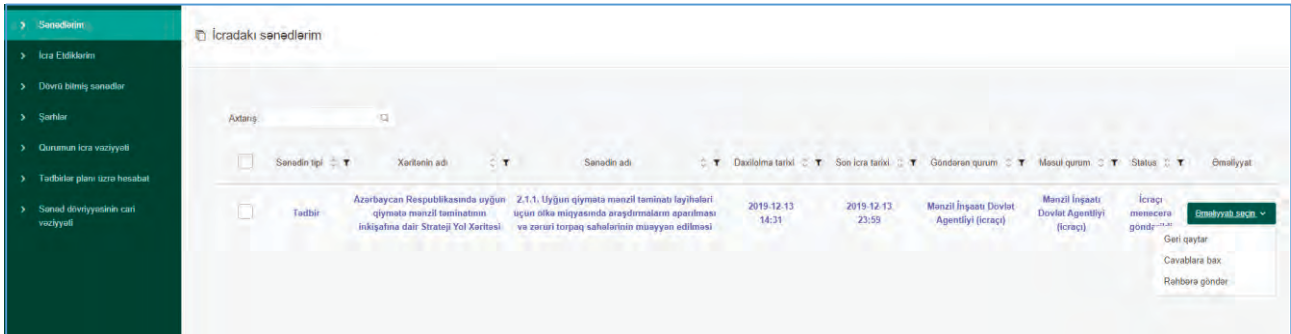 Sənədlərim
İcra Etdiklərim
Dövrü bitmiş sənədlər
Şərhlər
Qurumun icra vəziyyəti
Tədbirlər planı üzrə hesabat
Sənəd dövriyyəsinin cari
vəziyyəti
İcradakı sənədlərim
Axtarış
Sənədin tipi Xəritənin adı Sənədin adı Daxilolma tarixi Son icra tarixi Göndərən qurum Məsul qurum Status Əməliyyat
Azərbaycan Respublikasında uyğun 2.1.1. Uyğun qiymətə mənzil təminatı layihələri Mənzil İnşaatı İcraçı
Tədbir qiymətə mənzil təminatının üçün ölkə miqyasında araşdırmaların aparılması 2019-12-13 2019-12-13 Mənzil İnşaatı Dövlət Dövlət Agentliyi menecerə Əməliyyatı seçin
inkişafına dair Strateji Yol Xəritəsi və zəruri torpaq sahələrinin müəyyən edilməsi 14:31 23:59 Agentliyi (icraçı) (icraçı)
Geri qaytar
Cavablara bax
Rəhbərə göndər